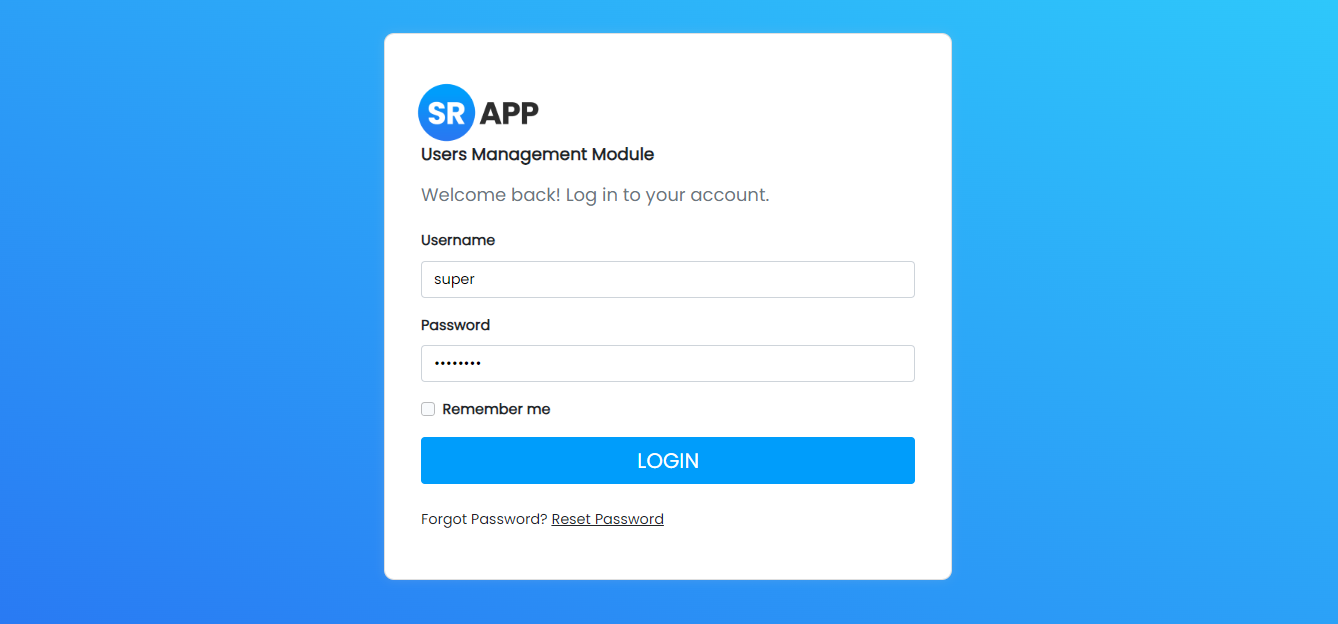 SR APP
Users Management Module
Welcome back! Log in to your account.
Username
super
Password
••••••••
Remember me
LOGIN
Forgot Password? Reset Password